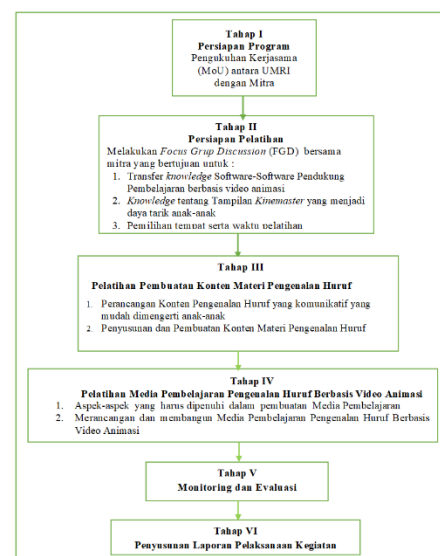 Tahap I
Persiapan Program
Pengukuhan Kerjasama
(MoU) antara UMRI
dengan Mitra
Tahap II
Persiapan Pelatihan
Melakukan Focus Grup Discussion (FGD) bersama
mitra yang bertujuan untuk :
1. Transfer knowledge Software-Software Pendukung
Pembelajaran berbasis video animasi
2. Knowledge tentang Tampilan Kinemaster yang menjadi
daya tarik anak-anak
3. Pemilihan tempat serta waktu pelatihan
Tahap III
Pelatihan Pembuatan Konten Materi Pengenalan Huruf
1. Perancangan Konten Pengenalan Huruf yang komunikatif yang
mudah dimengerti anak-anak
2. Penyusunan dan Pembuatan Konten Materi Pengenalan Huruf
Tahap IV
Pelatihan Media Pembelajaran Pengenalan Huruf Berbasis Video Animasi
1. Aspek-aspek yang harus dipenuhi dalam pembuatan Media Pembelajaran
2. Merancangan dan membangun Media Pembelajaran Pengenalan Huruf Berbasis
Video Animasi
Tahap V
Monitoring dan Evaluasi
Tahap VI
Penyusunan Laporan Pelaksanaan Kegiatan